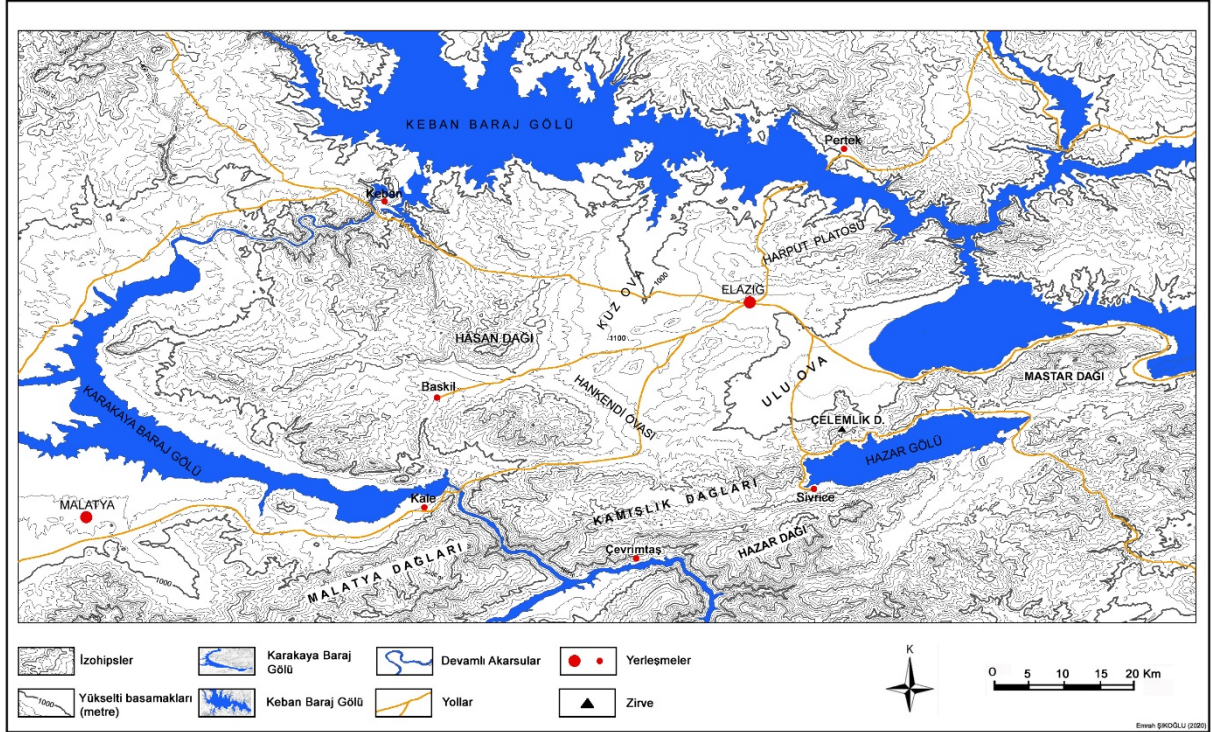 KEBAN BARAJ GÖLÜ
Pertek
Keban
HARPUT PLATOSU
KUZ OVA
1000
ELAZIĞ
HASAN DAĞI
1100
Baskil
HANKENDİ OVASI
ULU OVA
MASTAR DAĞI
ÇELEMLİK D.
KARAKAYA BARAJ GÖLÜ
HAZAR GÖLÜ
MALATYA
Kale
Sivrice
KAMIŞLIK DAĞLARI
HAZAR DAĞI
Çevrimtaş
MALATYA DAĞLARI
1000
İzohipsler
Karakaya Baraj
Gölü
Devamlı Akarsular
Yerleşmeler
K
0 5 10 15 20 Km
1000
Yükselti basamakları
(metre)
Keban Baraj Gölü
Yollar
Zirve
Emrah ŞIKOĞLU (2020)